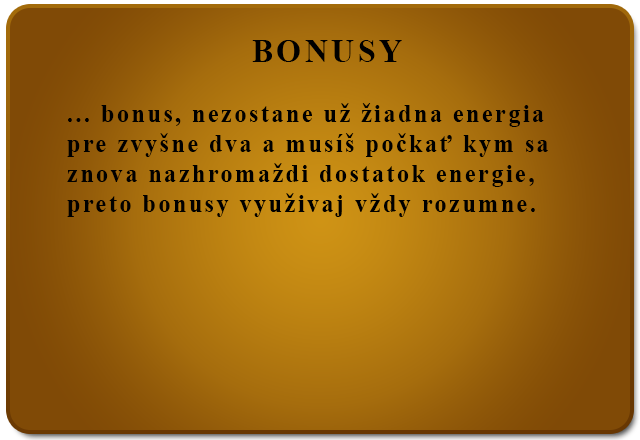 BONUSY
... bonus, nezostane už žiadna energia
pre zvyšne dva a musíš počkať kym sa
znova nazhromaždi dostatok energie,
preto bonusy využivaj vždy rozumne.